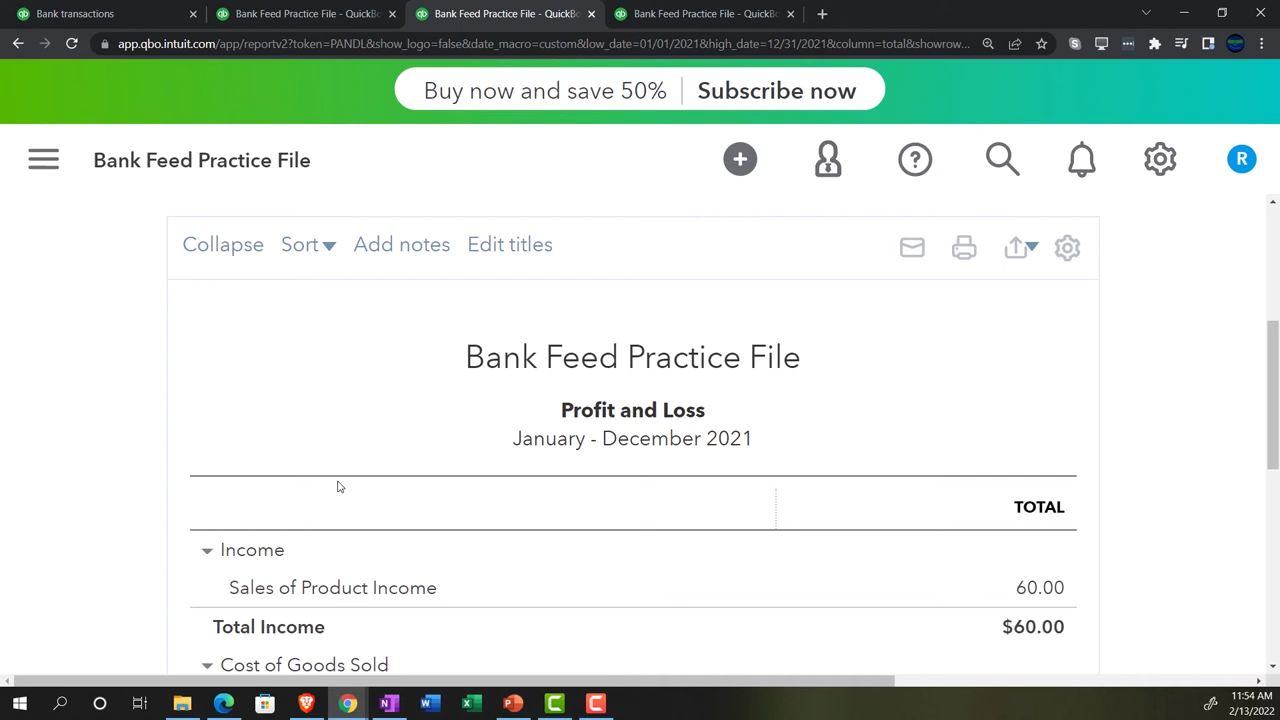 Bank transactions
Bank Feed Practice File - QuickBo
Bank Feed Practice File - QuickBo
Bank Feed Practice File - QuickBo
app.qbo.intuit.com/app/reportv2?token=PANDL&show_logo=false&date_macro=custom&low_date=01/01/2021&high_date=12/31/2021&column=total&showrow...
Buy now and save 50% Subscribe now
Bank Feed Practice File
R
Collapse Sort Add notes Edit titles
Bank Feed Practice File
Profit and Loss
January - December 2021
TOTAL
Income
Sales of Product Income 60.00
Total Income $60.00
Cost of Goods Sold
11:54 AM
2/13/2022